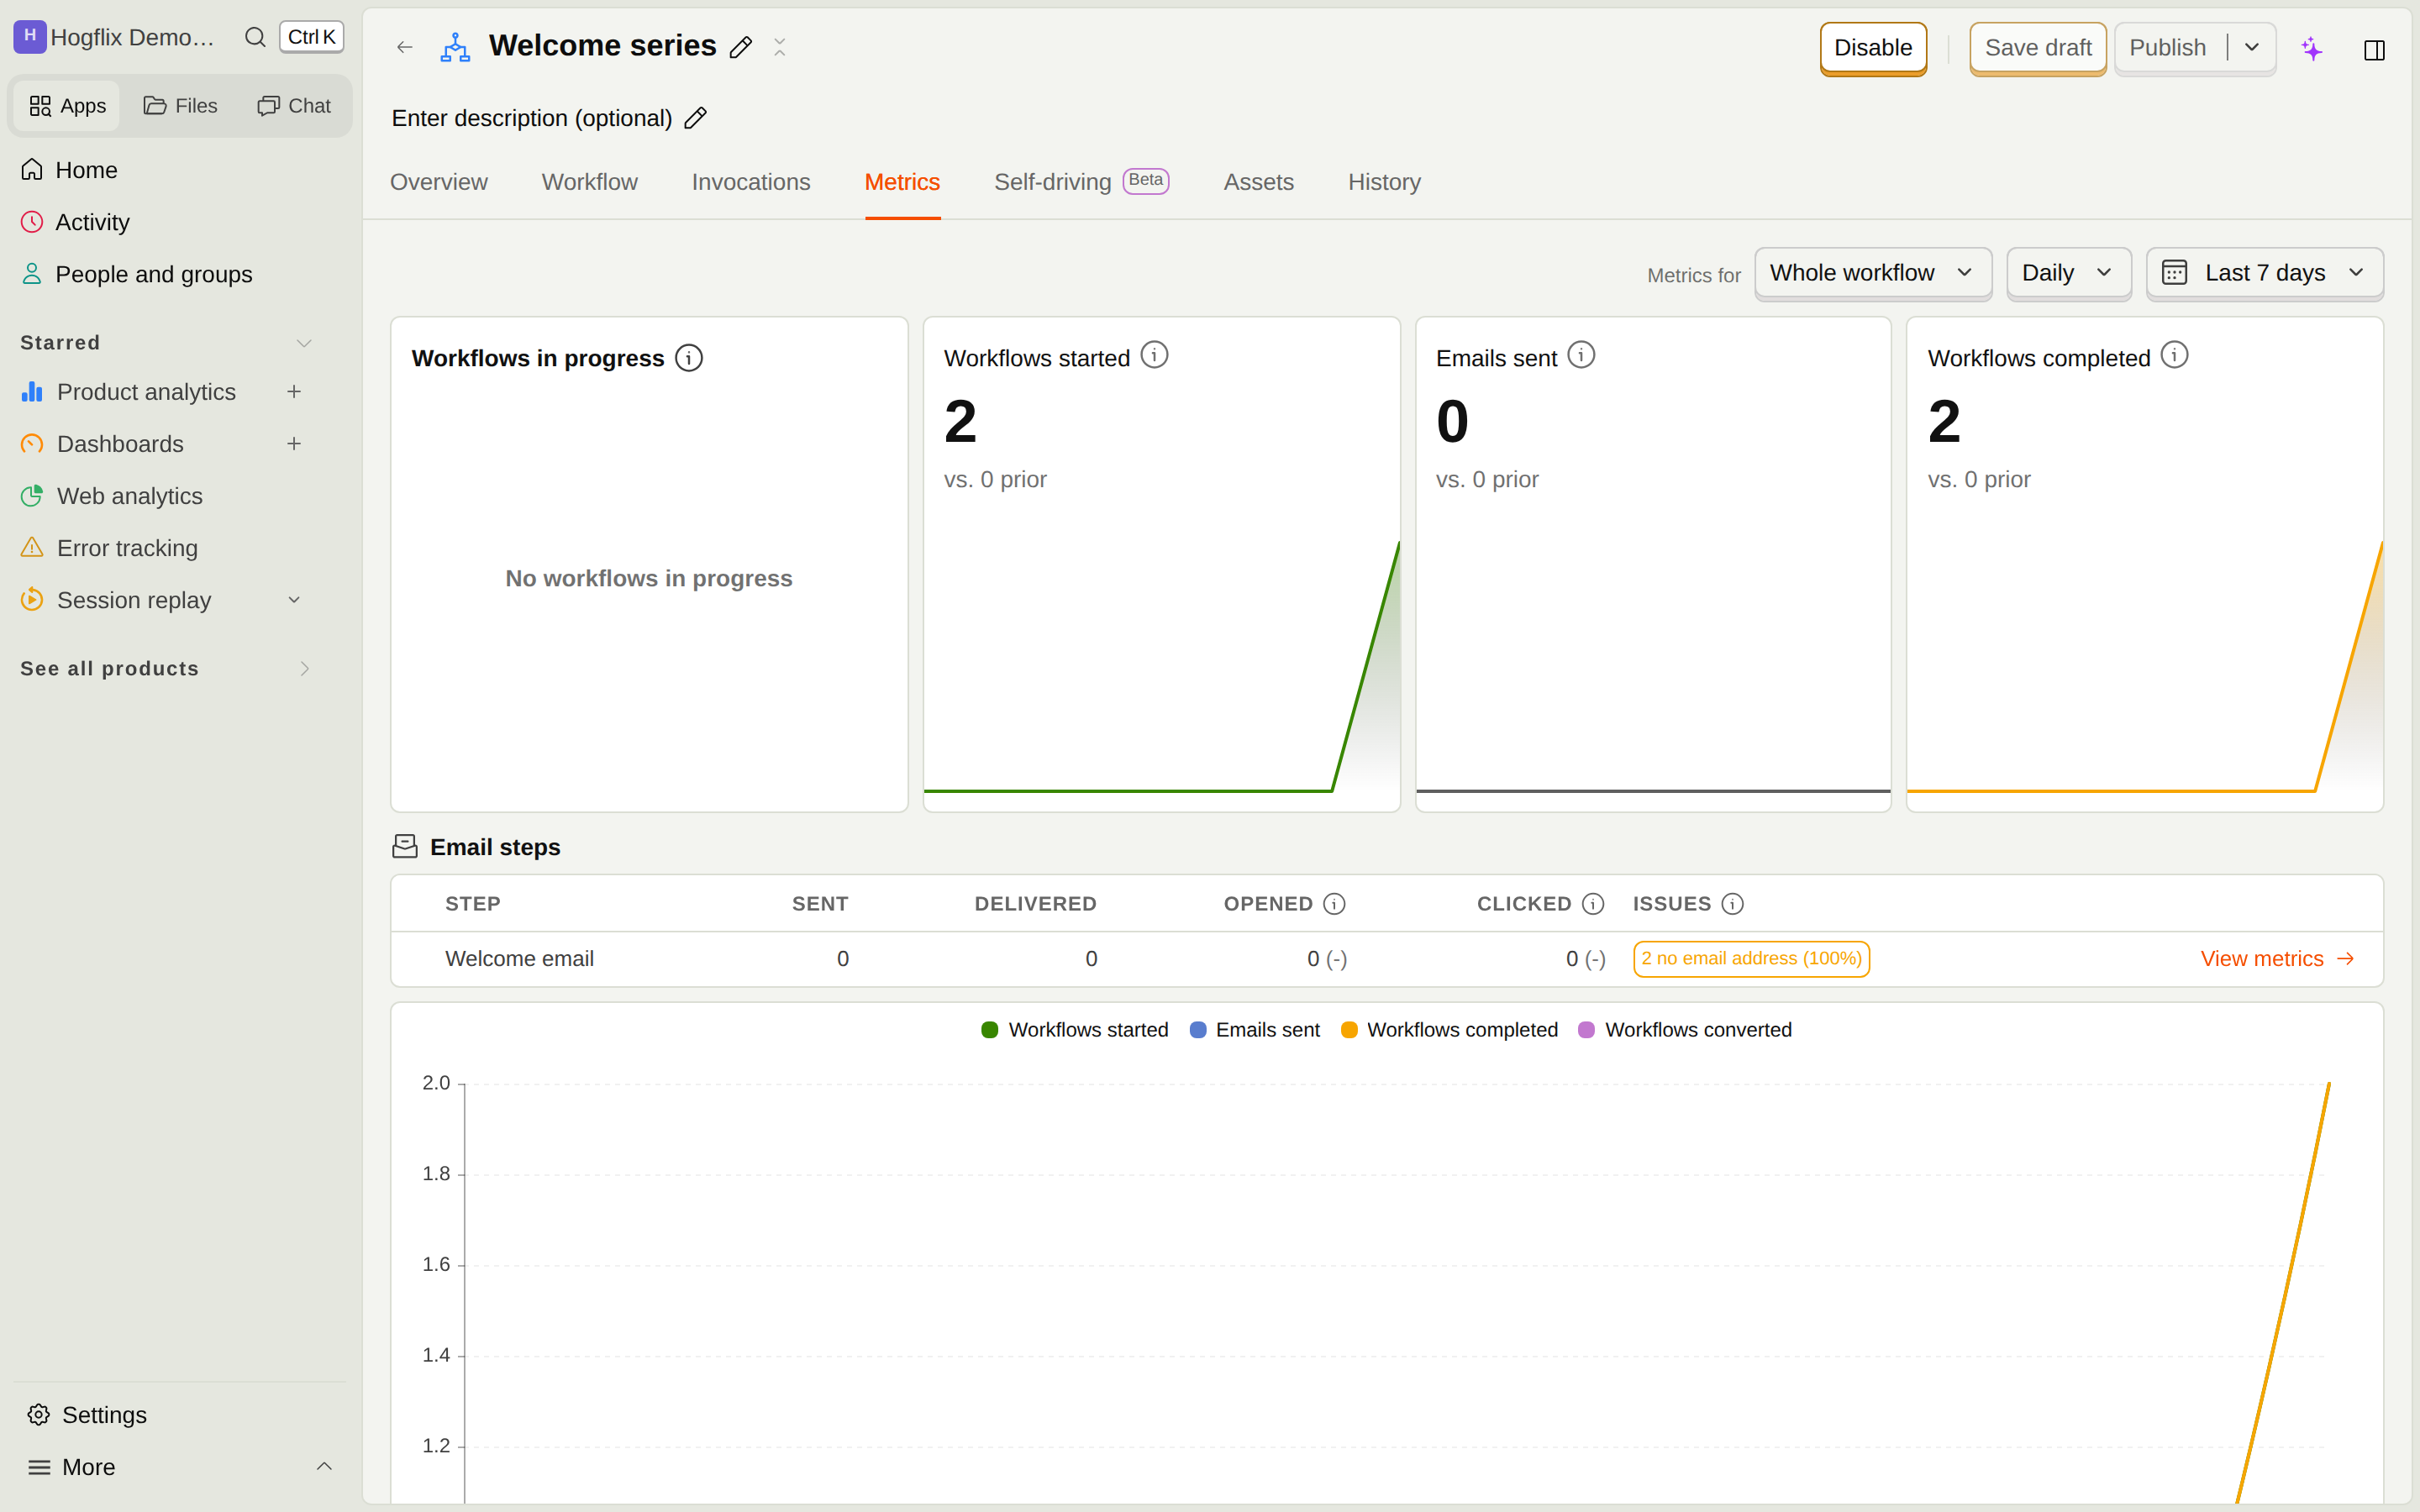 H Hogflix Demo… Ctrl K
Apps Files Chat
Home
Activity
People and groups
Starred
Product analytics
Dashboards
Web analytics
Error tracking
Session replay
See all products
Settings
More
Welcome series
Disable Save draft Publish
Enter description (optional)
Overview Workflow Invocations Metrics Self-driving Beta Assets History
Metrics for Whole workflow Daily Last 7 days
Workflows in progress
No workflows in progress
Workflows started
2
vs. 0 prior
Emails sent
0
vs. 0 prior
Workflows completed
2
vs. 0 prior
Email steps
STEP SENT DELIVERED OPENED CLICKED ISSUES
Welcome email 0 0 0 (-) 0 (-) 2 no email address (100%) View metrics
Workflows started Emails sent Workflows completed Workflows converted
2.0
1.8
1.6
1.4
1.2